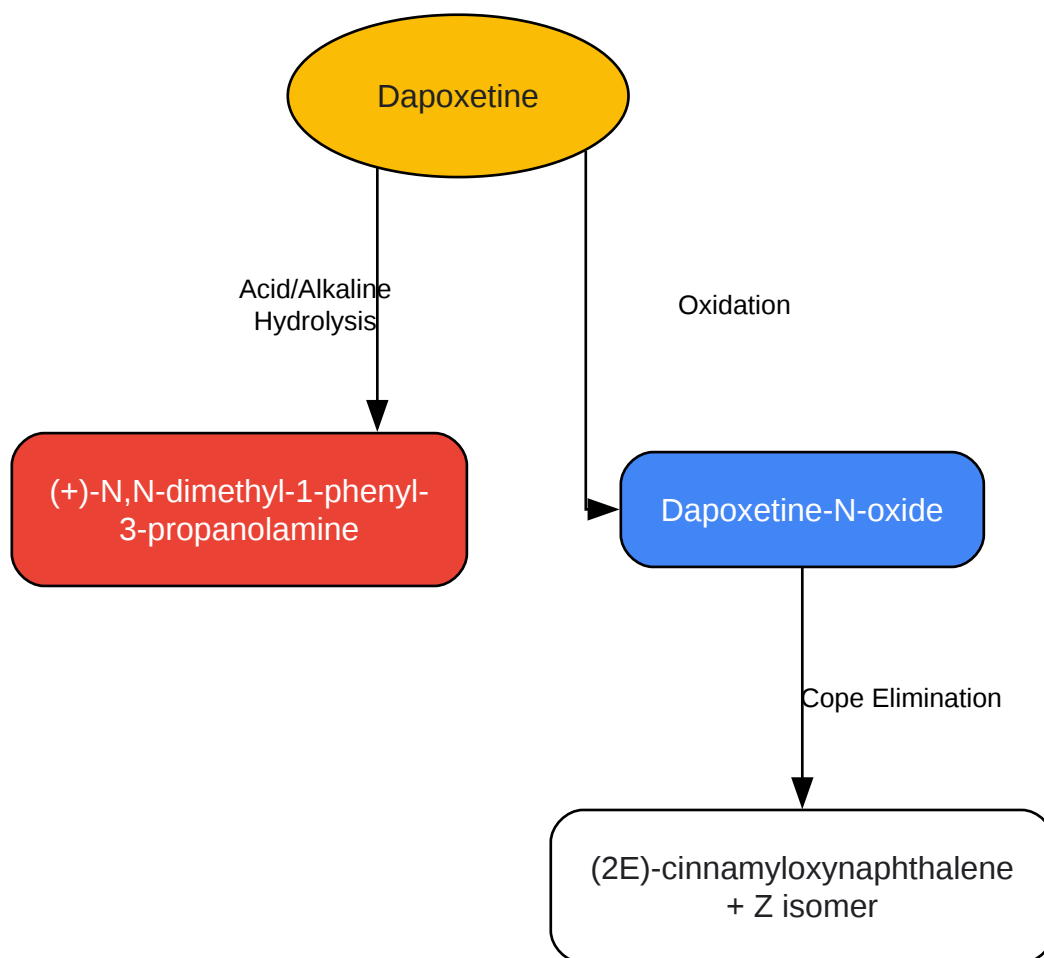 Dapoxetine
Acid/Alkaline
Hydrolysis
Oxidation
(+)-N,N-dimethyl-1-phenyl-
3-propanolamine
Dapoxetine-N-oxide
Cope Elimination
(2E)-cinnamyloxynaphthalene
+ Z isomer